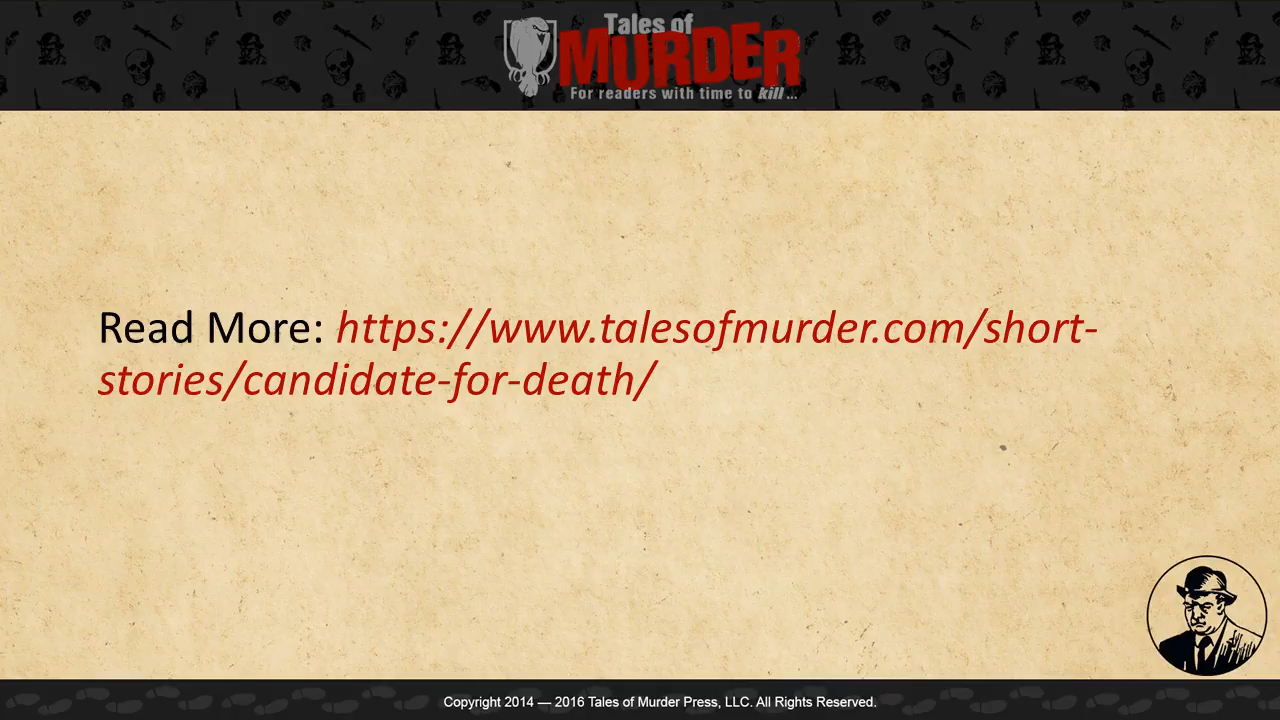 Tales of
MURDER
For readers with time to kill...
Read More: https://www.talesofmurder.com/short-
stories/candidate-for-death/
Copyright 2014 — 2016 Tales of Murder Press, LLC. All Rights Reserved.